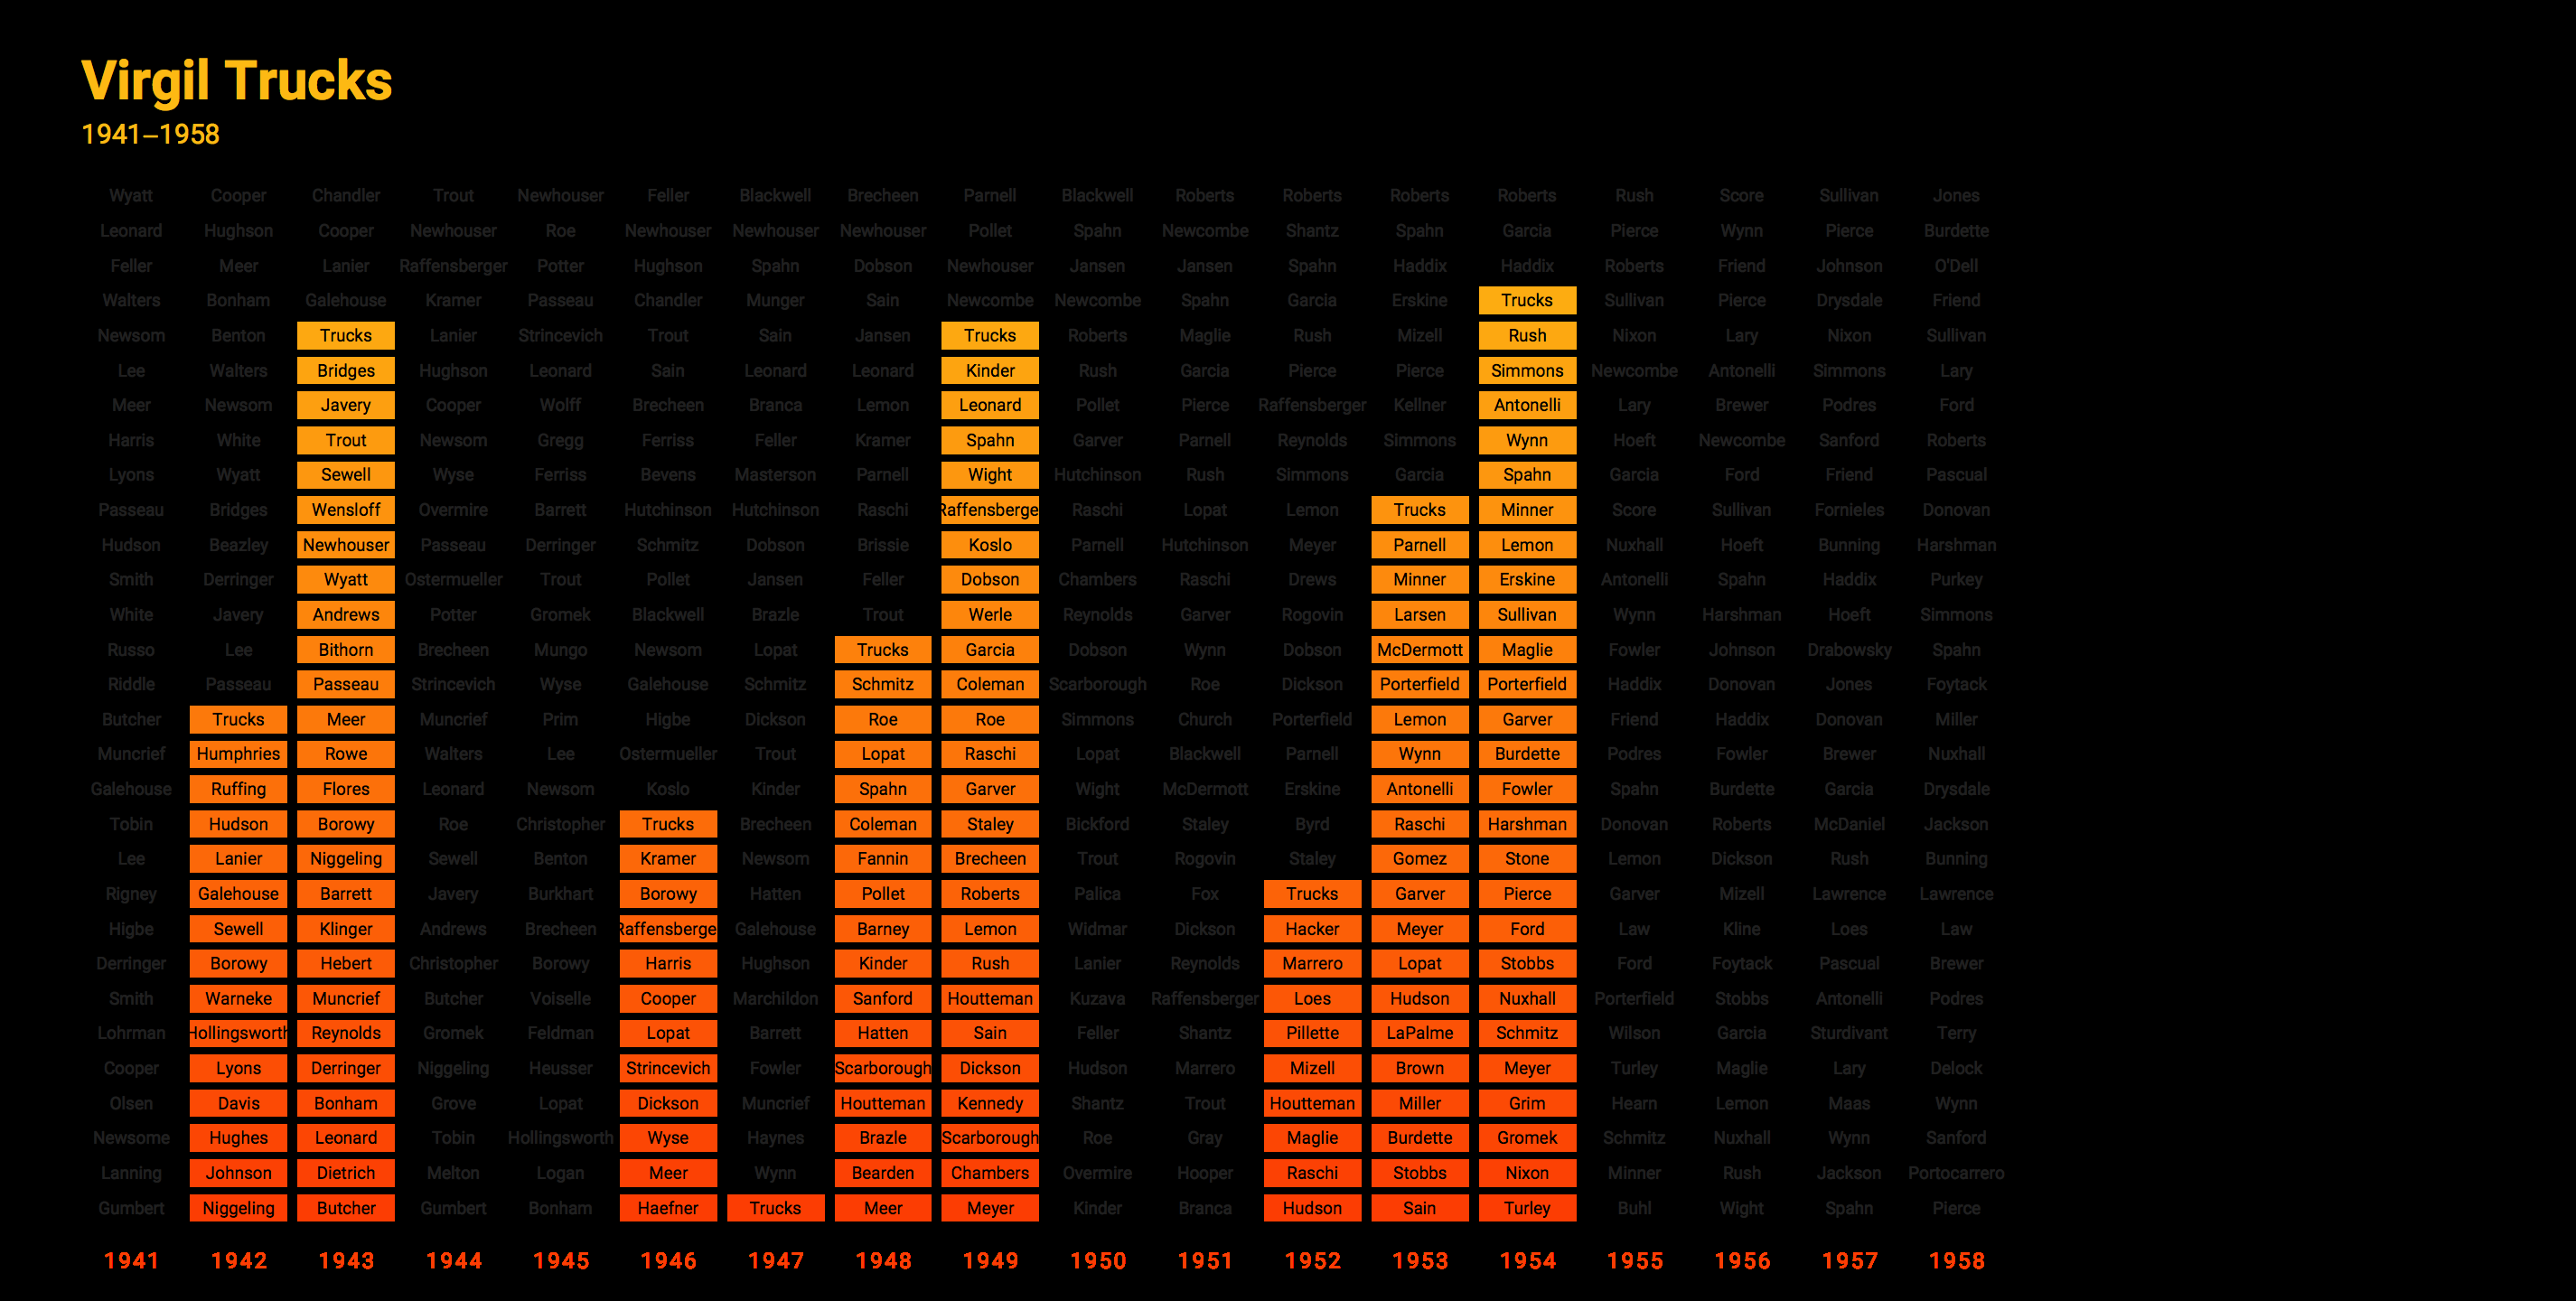 Virgil Trucks
1941–1958
Wyatt Cooper Chandler Trout Newhouser Feller Blackwell Brecheen Parnell Blackwell Roberts Roberts Roberts Roberts Rush Score Sullivan Jones
Leonard Hughson Cooper Newhouser Roe Newhouser Newhouser Newhouser Pollet Spahn Newcombe Shantz Spahn Garcia Pierce Wynn Pierce Burdette
Feller Meer Lanier Raffensberger Potter Hughson Spahn Dobson Newhouser Jansen Jansen Spahn Haddix Haddix Roberts Friend Johnson O'Dell
Walters Bonham Galehouse Kramer Passeau Chandler Munger Sain Newcombe Newcombe Spahn Garcia Erskine Trucks Sullivan Pierce Drysdale Friend
Newsom Benton Trucks Lanier Strincevich Trout Sain Jansen Trucks Roberts Maglie Rush Mizell Rush Nixon Lary Nixon Sullivan
Lee Walters Bridges Hughson Leonard Sain Leonard Leonard Kinder Rush Garcia Pierce Pierce Simmons Newcombe Antonelli Simmons Lary
Meer Newsom Javery Cooper Wolff Brecheen Branca Lemon Leonard Pollet Pierce Raffensberger Kellner Antonelli Lary Brewer Podres Ford
Harris White Trout Newsom Gregg Ferriss Feller Kramer Spahn Garver Parnell Reynolds Simmons Wynn Hoeft Newcombe Sanford Roberts
Lyons Wyatt Sewell Wyse Ferriss Bevens Masterson Parnell Wight Hutchinson Rush Simmons Garcia Spahn Garcia Ford Friend Pascual
Passeau Bridges Wensloff Overmire Barrett Hutchinson Hutchinson Raschi Raffensberge Raschi Lopat Lemon Trucks Minner Score Sullivan Fornieles Donovan
Hudson Beazley Newhouser Passeau Derringer Schmitz Dobson Brissie Koslo Parnell Hutchinson Meyer Parnell Lemon Nuxhall Hoeft Bunning Harshman
Smith Derringer Wyatt Ostermueller Trout Pollet Jansen Feller Dobson Chambers Raschi Drews Minner Erskine Antonelli Spahn Haddix Purkey
White Javery Andrews Potter Gromek Blackwell Brazle Trout Werle Reynolds Garver Rogovin Larsen Sullivan Wynn Harshman Hoeft Simmons
Russo Lee Bithorn Brecheen Mungo Newsom Lopat Trucks Garcia Dobson Wynn Dobson McDermott Maglie Fowler Johnson Drabowsky Spahn
Riddle Passeau Passeau Strincevich Wyse Galehouse Schmitz Schmitz Coleman Scarborough Roe Dickson Porterfield Porterfield Haddix Donovan Jones Foytack
Butcher Trucks Meer Muncrief Prim Higbe Dickson Roe Roe Simmons Church Porterfield Lemon Garver Friend Haddix Donovan Miller
Muncrief Humphries Rowe Walters Lee Ostermueller Trout Lopat Raschi Lopat Blackwell Parnell Wynn Burdette Podres Fowler Brewer Nuxhall
Galehouse Ruffing Flores Leonard Newsom Koslo Kinder Spahn Garver Wight McDermott Erskine Antonelli Fowler Spahn Burdette Garcia Drysdale
Tobin Hudson Borowy Roe Christopher Trucks Brecheen Coleman Staley Bickford Staley Byrd Raschi Harshman Donovan Roberts McDaniel Jackson
Lee Lanier Niggeling Sewell Benton Kramer Newsom Fannin Brecheen Trout Rogovin Staley Gomez Stone Lemon Dickson Rush Bunning
Rigney Galehouse Barrett Javery Burkhart Borowy Hatten Pollet Roberts Palica Fox Trucks Garver Pierce Garver Mizell Lawrence Lawrence
Higbe Sewell Klinger Andrews Brecheen Raffensberge Galehouse Barney Lemon Widmar Dickson Hacker Meyer Ford Law Kline Loes Law
Derringer Borowy Hebert Christopher Borowy Harris Hughson Kinder Rush Lanier Reynolds Marrero Lopat Stobbs Ford Foytack Pascual Brewer
Smith Warneke Muncrief Butcher Voiselle Cooper Marchildon Sanford Houtteman Kuzava Raffensberger Loes Hudson Nuxhall Porterfield Stobbs Antonelli Podres
Lohrman Hollingsworth Reynolds Gromek Feldman Lopat Barrett Hatten Sain Feller Shantz Pillette LaPalme Schmitz Wilson Garcia Sturdivant Terry
Cooper Lyons Derringer Niggeling Heusser Strincevich Fowler Scarborough Dickson Hudson Marrero Mizell Brown Meyer Turley Maglie Lary Delock
Olsen Davis Bonham Grove Lopat Dickson Muncrief Houtteman Kennedy Shantz Trout Houtteman Miller Grim Hearn Lemon Maas Wynn
Newsome Hughes Leonard Tobin Hollingsworth Wyse Haynes Brazle Scarborough Roe Gray Maglie Burdette Gromek Schmitz Nuxhall Wynn Sanford
Lanning Johnson Dietrich Melton Logan Meer Wynn Bearden Chambers Overmire Hooper Raschi Stobbs Nixon Minner Rush Jackson Portocarrero
Gumbert Niggeling Butcher Gumbert Bonham Haefner Trucks Meer Meyer Kinder Branca Hudson Sain Turley Buhl Wight Spahn Pierce
1941 1942 1943 1944 1945 1946 1947 1948 1949 1950 1951 1952 1953 1954 1955 1956 1957 1958